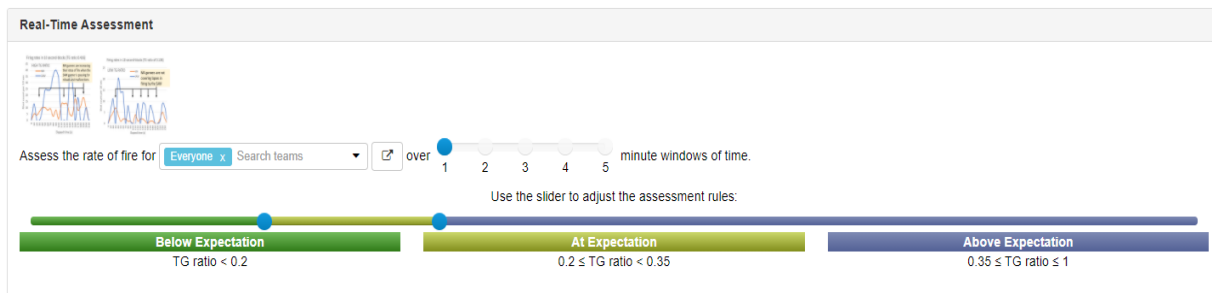 Real-Time Assessment
Assess the rate of fire for Everyone x Search teams over 1 2 3 4 5 minute windows of time.
Use the slider to adjust the assessment rules:
Below Expectation At Expectation Above Expectation
TG ratio < 0.2 0.2 ≤ TG ratio < 0.35 0.35 ≤ TG ratio ≤ 1